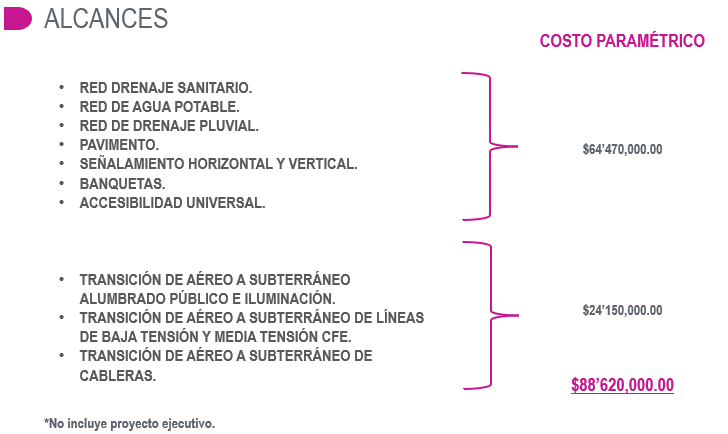 ALCANCES
COSTO PARAMÉTRICO
• RED DRENAJE SANITARIO.
• RED DE AGUA POTABLE.
• RED DE DRENAJE PLUVIAL.
• PAVIMENTO.
• SEÑALAMIENTO HORIZONTAL Y VERTICAL.
• BANQUETAS.
• ACCESIBILIDAD UNIVERSAL.
$64’470,000.00
• TRANSICIÓN DE AÉREO A SUBTERRÁNEO
ALUMBRADO PÚBLICO E ILUMINACIÓN.
• TRANSICIÓN DE AÉREO A SUBTERRÁNEO DE LÍNEAS
DE BAJA TENSIÓN Y MEDIA TENSIÓN CFE.
• TRANSICIÓN DE AÉREO A SUBTERRÁNEO DE
CABLERAS.
$24’150,000.00
$88’620,000.00
*No incluye proyecto ejecutivo.